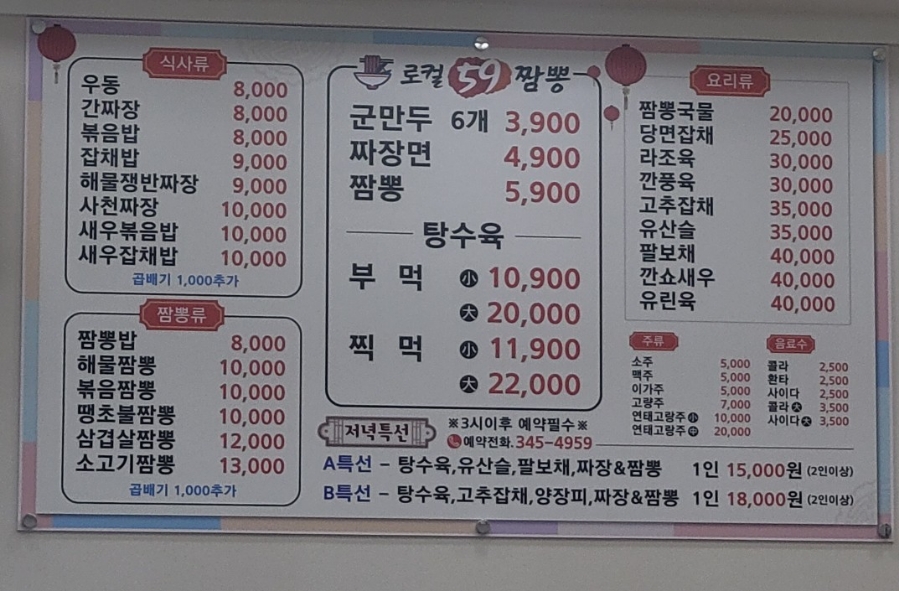 식사류
우동 8,000
간짜장 8,000
볶음밥 8,000
잡채밥 9,000
해물쟁반짜장 9,000
사천짜장 10,000
새우볶음밥 10,000
새우잡채밥 10,000
곱배기 1,000추가
짬뽕류
짬뽕밥 8,000
해물짬뽕 10,000
볶음짬뽕 10,000
땡초불짬뽕 10,000
삼겹살짬뽕 12,000
소고기짬뽕 13,000
곱배기 1,000추가
로컬 59 짬뽕
군만두 6개 3,900
짜장면 4,900
짬뽕 5,900
탕수육
부 먹 小 10,900
大 20,000
찍 먹 小 11,900
大 22,000
요리류
짬뽕국물 20,000
당면잡채 25,000
라조육 30,000
깐풍육 30,000
고추잡채 35,000
유산슬 35,000
팔보채 40,000
깐쇼새우 40,000
유린육 40,000
주류
소주 5,000
맥주 5,000
이가주 5,000
고량주 7,000
연태고량주 小 10,000
연태고량주 中 20,000
음료수
콜라 2,500
환타 2,500
사이다 2,500
콜라 大 3,500
사이다 大 3,500
저녁특선
※3시이후 예약필수※
예약전화.345-4959
A특선 - 탕수육,유산슬,팔보채,짜장&짬뽕 1인 15,000원 (2인이상)
B특선 - 탕수육,고추잡채,양장피,짜장&짬뽕 1인 18,000원 (2인이상)